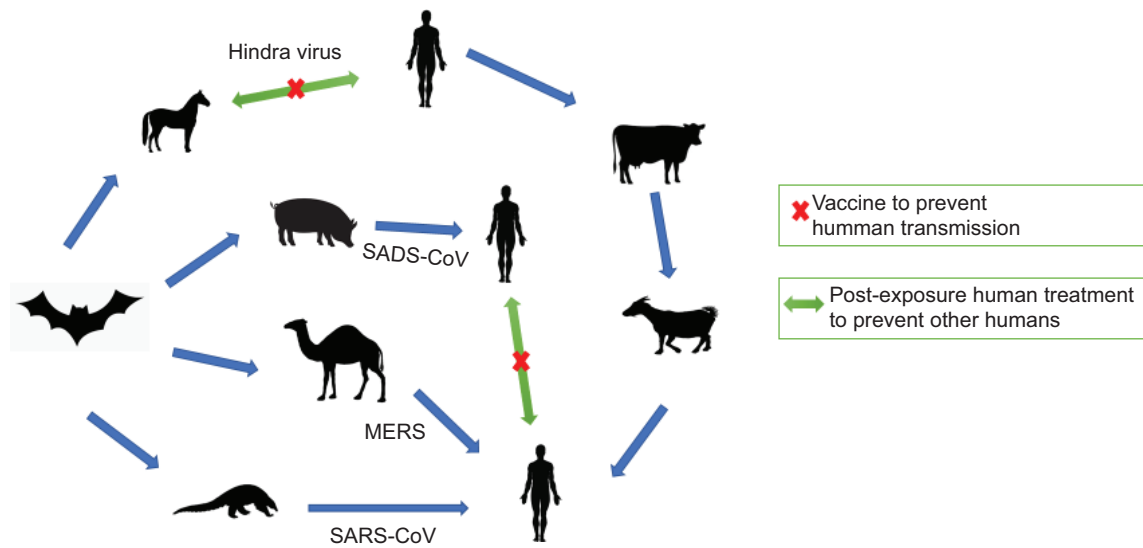 Hindra virus
SADS-CoV
MERS
SARS-CoV
Vaccine to prevent
humman transmission
Post-exposure human treatment
to prevent other humans